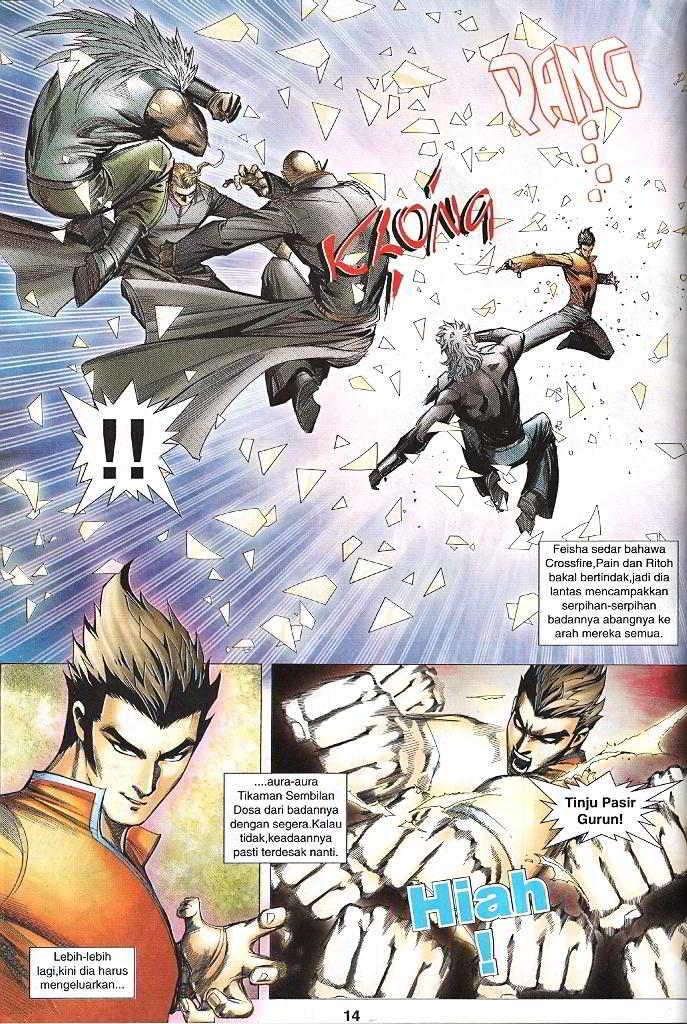 PANG
KLONG
!!
Feisha sedar bahawa
Crossfire,Pain dan Ritoh
bakal bertindak,jadi dia
lantas mencampakkan
serpihan-serpihan
badannya abangnya ke
arah mereka semua.
Lebih-lebih
lagi,kini dia harus
mengeluarkan...
....aura-aura
Tikaman Sembilan
Dosa dari badannya
dengan segera.Kalau
tidak,keadaannya
pasti terdesak nanti.
Tinju Pasir
Gurun!
Hiah
!
14